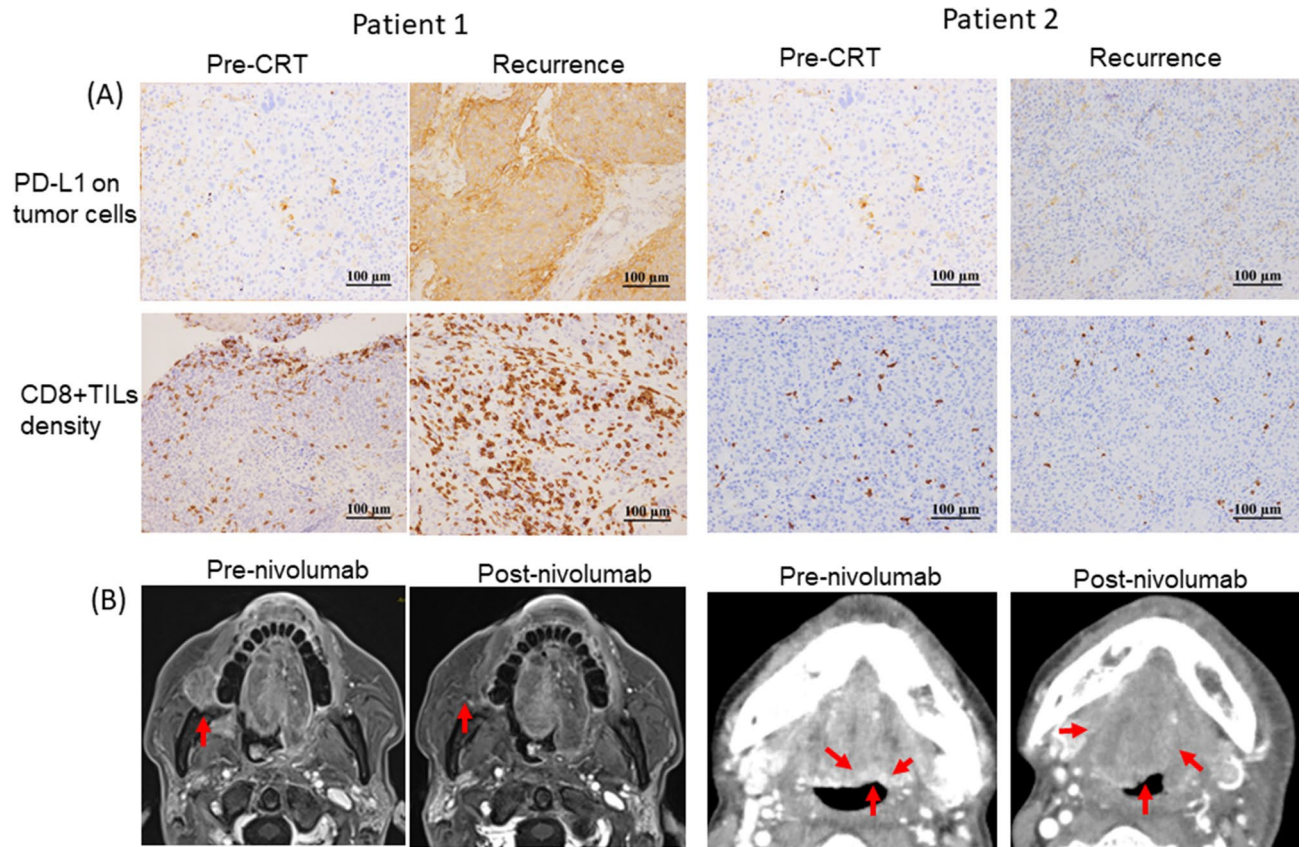 Patient 1
Patient 2
Pre-CRT
Recurrence
Pre-CRT
Recurrence
(A)
PD-L1 on
tumor cells
100 µm
100 µm
100 µm
100 µm
CD8+TILs
density
100 µm
100 µm
100 µm
100 µm
Pre-nivolumab
Post-nivolumab
Pre-nivolumab
Post-nivolumab
(B)